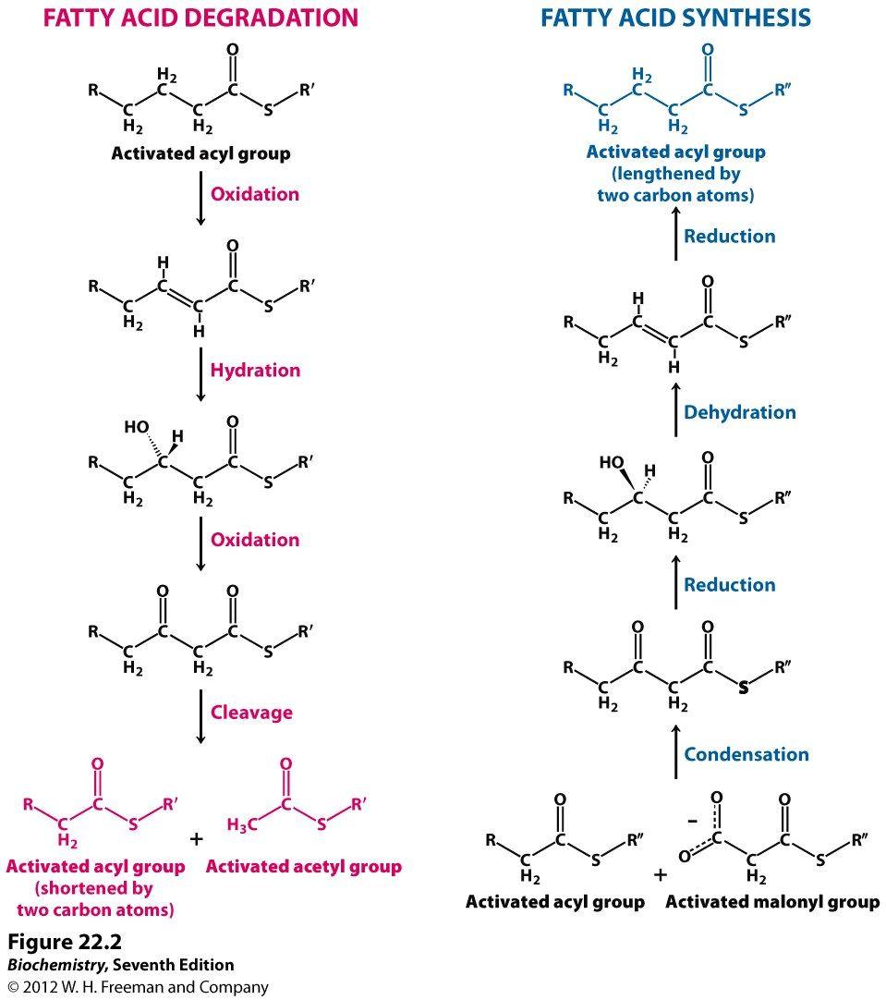 FATTY ACID DEGRADATION
O
H2
R C C R′
C C S
H2 H2
Activated acyl group
Oxidation
O
H
R C C R′
C C S
H2 H
Hydration
HO H O
R C C R′
C C S
H2 H2
Oxidation
O O
R C C R′
C C S
H2 H2
Cleavage
O
R C R′
C S
H2
Activated acyl group
(shortened by
two carbon atoms)
+
O
C R′
H3C S
Activated acetyl group
FATTY ACID SYNTHESIS
O
H2
R C C R″
C C S
H2 H2
Activated acyl group
(lengthened by
two carbon atoms)
Reduction
O
H
R C C R″
C C S
H2 H
Dehydration
HO H O
R C C R″
C C S
H2 H2
Reduction
O O
R C C R″
C C S
H2 H2
Condensation
O
R C R″
C S
H2
Activated acyl group
+
O O
– C C R″
O C S
H2
Activated malonyl group
Figure 22.2
Biochemistry, Seventh Edition
© 2012 W. H. Freeman and Company